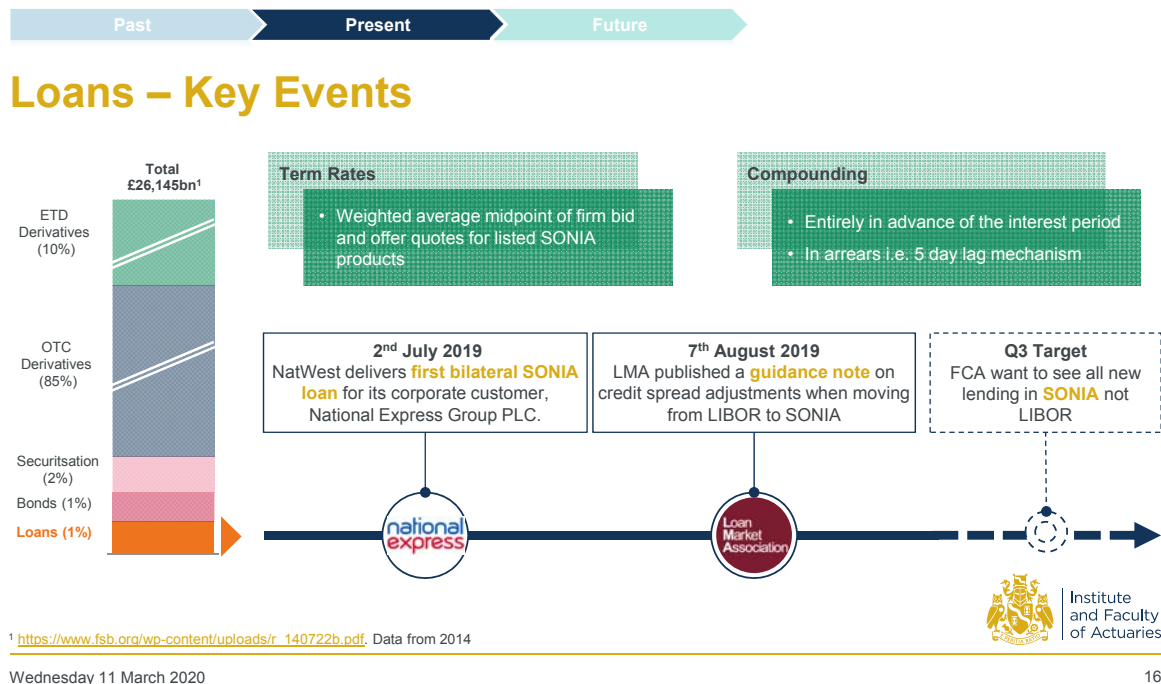 Past
Present
Future
Loans – Key Events
Total
£26,145bn¹
ETD
Derivatives
(10%)
OTC
Derivatives
(85%)
Securitsation
(2%)
Bonds (1%)
Loans (1%)
Term Rates
• Weighted average midpoint of firm bid
and offer quotes for listed SONIA
products
Compounding
• Entirely in advance of the interest period
• In arrears i.e. 5 day lag mechanism
2nd July 2019
NatWest delivers first bilateral SONIA
loan for its corporate customer,
National Express Group PLC.
7th August 2019
LMA published a guidance note on
credit spread adjustments when moving
from LIBOR to SONIA
Q3 Target
FCA want to see all new
lending in SONIA not
LIBOR
national
express
Loan
Market
Association
Institute
and Faculty
of Actuaries
¹ https://www.fsb.org/wp-content/uploads/r_140722b.pdf. Data from 2014
Wednesday 11 March 2020
16